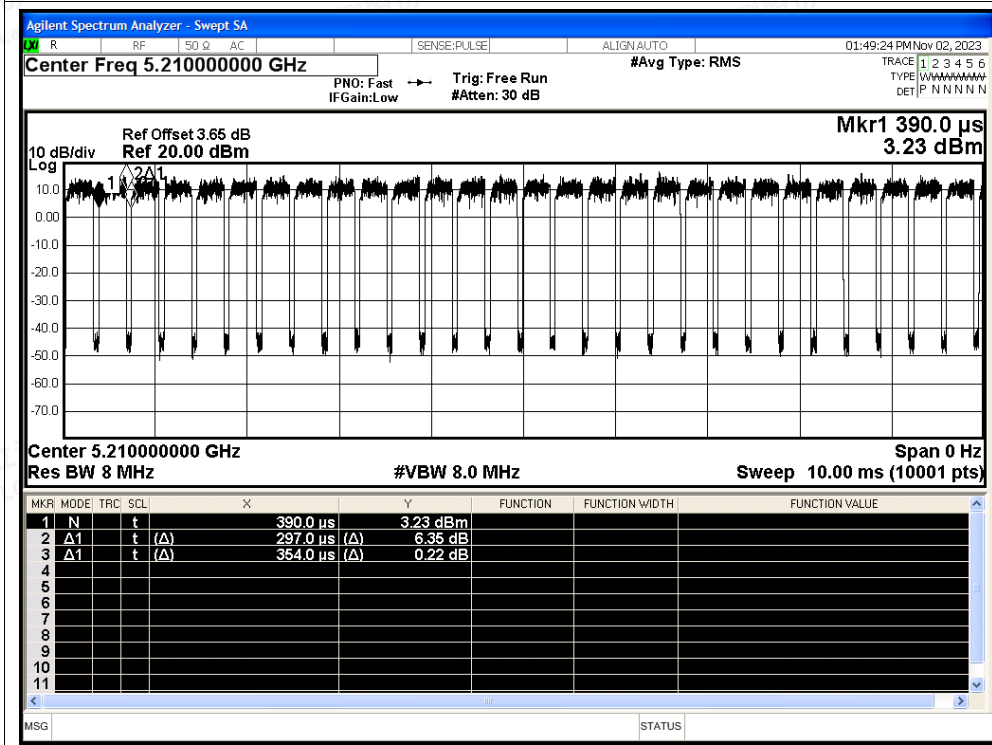 Agilent Spectrum Analyzer - Swept SA
LXI R RF 50 Ω AC SENSE:PULSE ALIGN AUTO 01:49:24 PM Nov 02, 2023
Center Freq 5.210000000 GHz #Avg Type: RMS TRACE 1 2 3 4 5 6
PNO: Fast Trig: Free Run TYPE
IFGain:Low #Atten: 30 dB DET P N N N N N
Mkr1 390.0 µs
Ref Offset 3.65 dB
10 dB/div Ref 20.00 dBm 3.23 dBm
Log
1 2Δ1
10.0
0.00
-10.0
-20.0
-30.0
-40.0
-50.0
-60.0
-70.0
Center 5.210000000 GHz Span 0 Hz
Res BW 8 MHz #VBW 8.0 MHz Sweep 10.00 ms (10001 pts)
MKR MODE TRC SCL X Y FUNCTION FUNCTION WIDTH FUNCTION VALUE
1 N t 390.0 µs 3.23 dBm
2 Δ1 t (Δ) 297.0 µs (Δ) 6.35 dB
3 Δ1 t (Δ) 354.0 µs (Δ) 0.22 dB
4
5
6
7
8
9
10
11
MSG STATUS